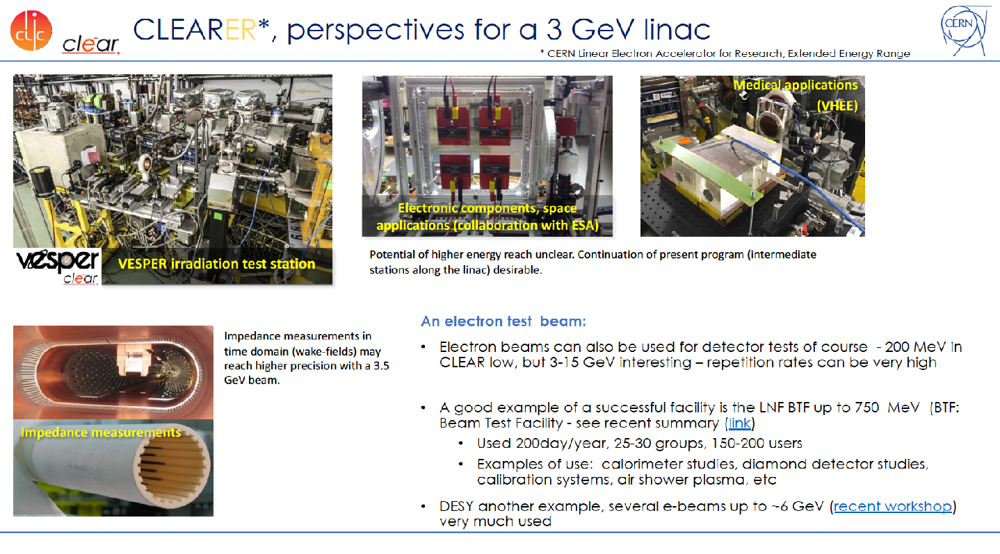 clic
clear
CLEARER*, perspectives for a 3 GeV linac
* CERN Linear Electron Accelerator for Research, Extended Energy Range
CERN
Medical applications
(VHEE)
Electronic components, space
applications (collaboration with ESA)
vesper
clear
VESPER irradiation test station
Potential of higher energy reach unclear. Continuation of present program (intermediate
stations along the linac) desirable.
Impedance measurements in
time domain (wake-fields) may
reach higher precision with a 3.5
GeV beam.
Impedance measurements
An electron test beam:
• Electron beams can also be used for detector tests of course - 200 MeV in
CLEAR low, but 3-15 GeV interesting – repetition rates can be very high
• A good example of a successful facility is the LNF BTF up to 750 MeV (BTF:
Beam Test Facility - see recent summary (link)
• Used 200day/year, 25-30 groups, 150-200 users
• Examples of use: calorimeter studies, diamond detector studies,
calibration systems, air shower plasma, etc
• DESY another example, several e-beams up to ~6 GeV (recent workshop)
very much used